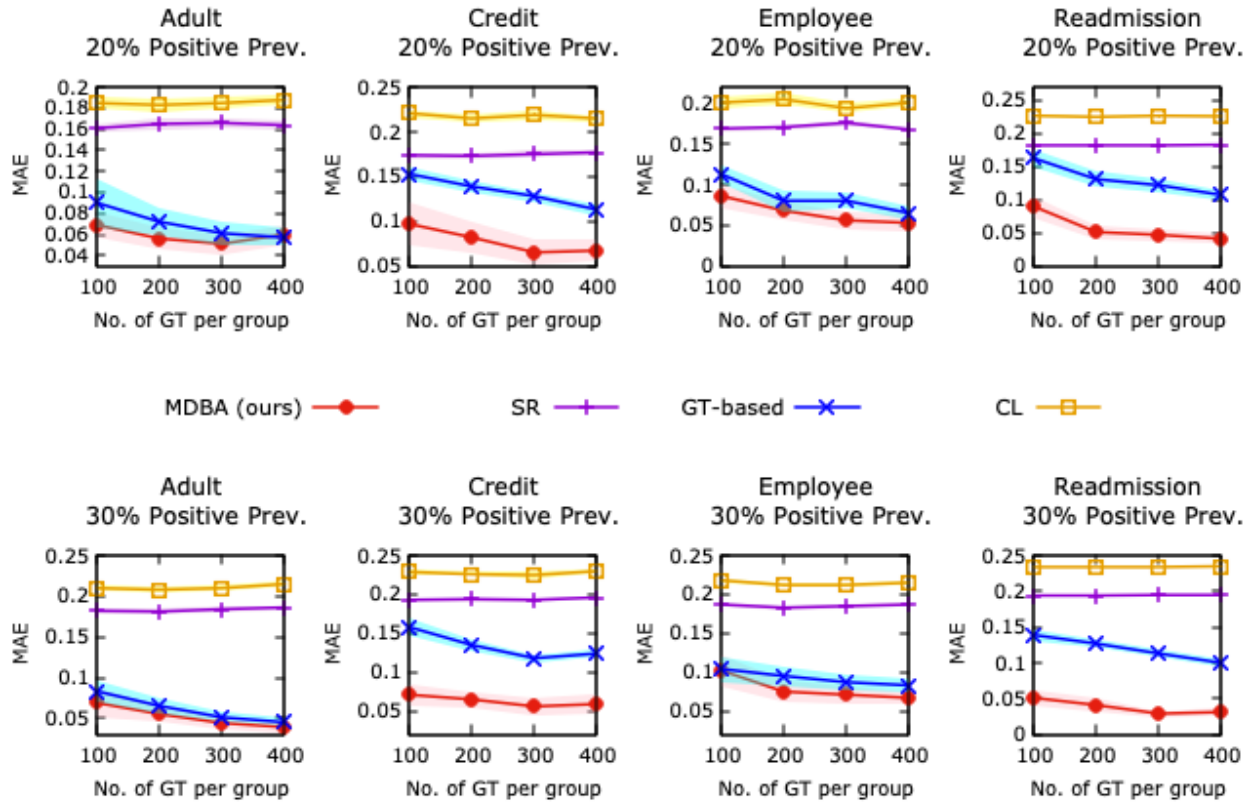 Adult
20% Positive Prev.
Credit
20% Positive Prev.
Employee
20% Positive Prev.
Readmission
20% Positive Prev.
MAE
0.2
0.18
0.16
0.14
0.12
0.1
0.08
0.06
0.04
100 200 300 400
No. of GT per group
MAE
0.25
0.2
0.15
0.1
0.05
100 200 300 400
No. of GT per group
MAE
0.2
0.15
0.1
0.05
0
100 200 300 400
No. of GT per group
MAE
0.25
0.2
0.15
0.1
0.05
0
100 200 300 400
No. of GT per group
MDBA (ours) SR GT-based CL
Adult
30% Positive Prev.
Credit
30% Positive Prev.
Employee
30% Positive Prev.
Readmission
30% Positive Prev.
MAE
0.25
0.2
0.15
0.1
0.05
100 200 300 400
No. of GT per group
MAE
0.25
0.2
0.15
0.1
0.05
100 200 300 400
No. of GT per group
MAE
0.25
0.2
0.15
0.1
0.05
100 200 300 400
No. of GT per group
MAE
0.25
0.2
0.15
0.1
0.05
0
100 200 300 400
No. of GT per group